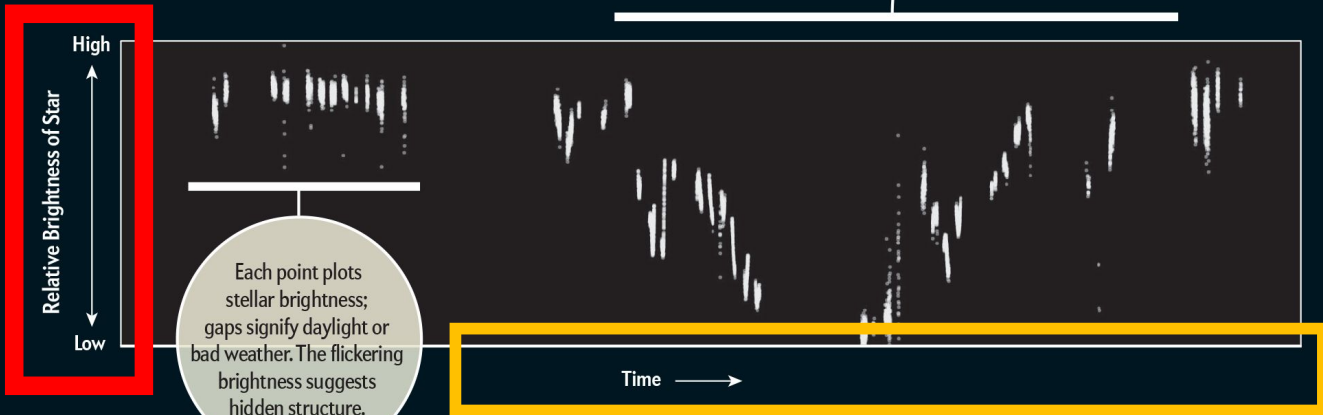 High
Relative Brightness of Star
Low
Each point plots
stellar brightness;
gaps signify daylight or
bad weather. The flickering
brightness suggests
hidden structure.
Time